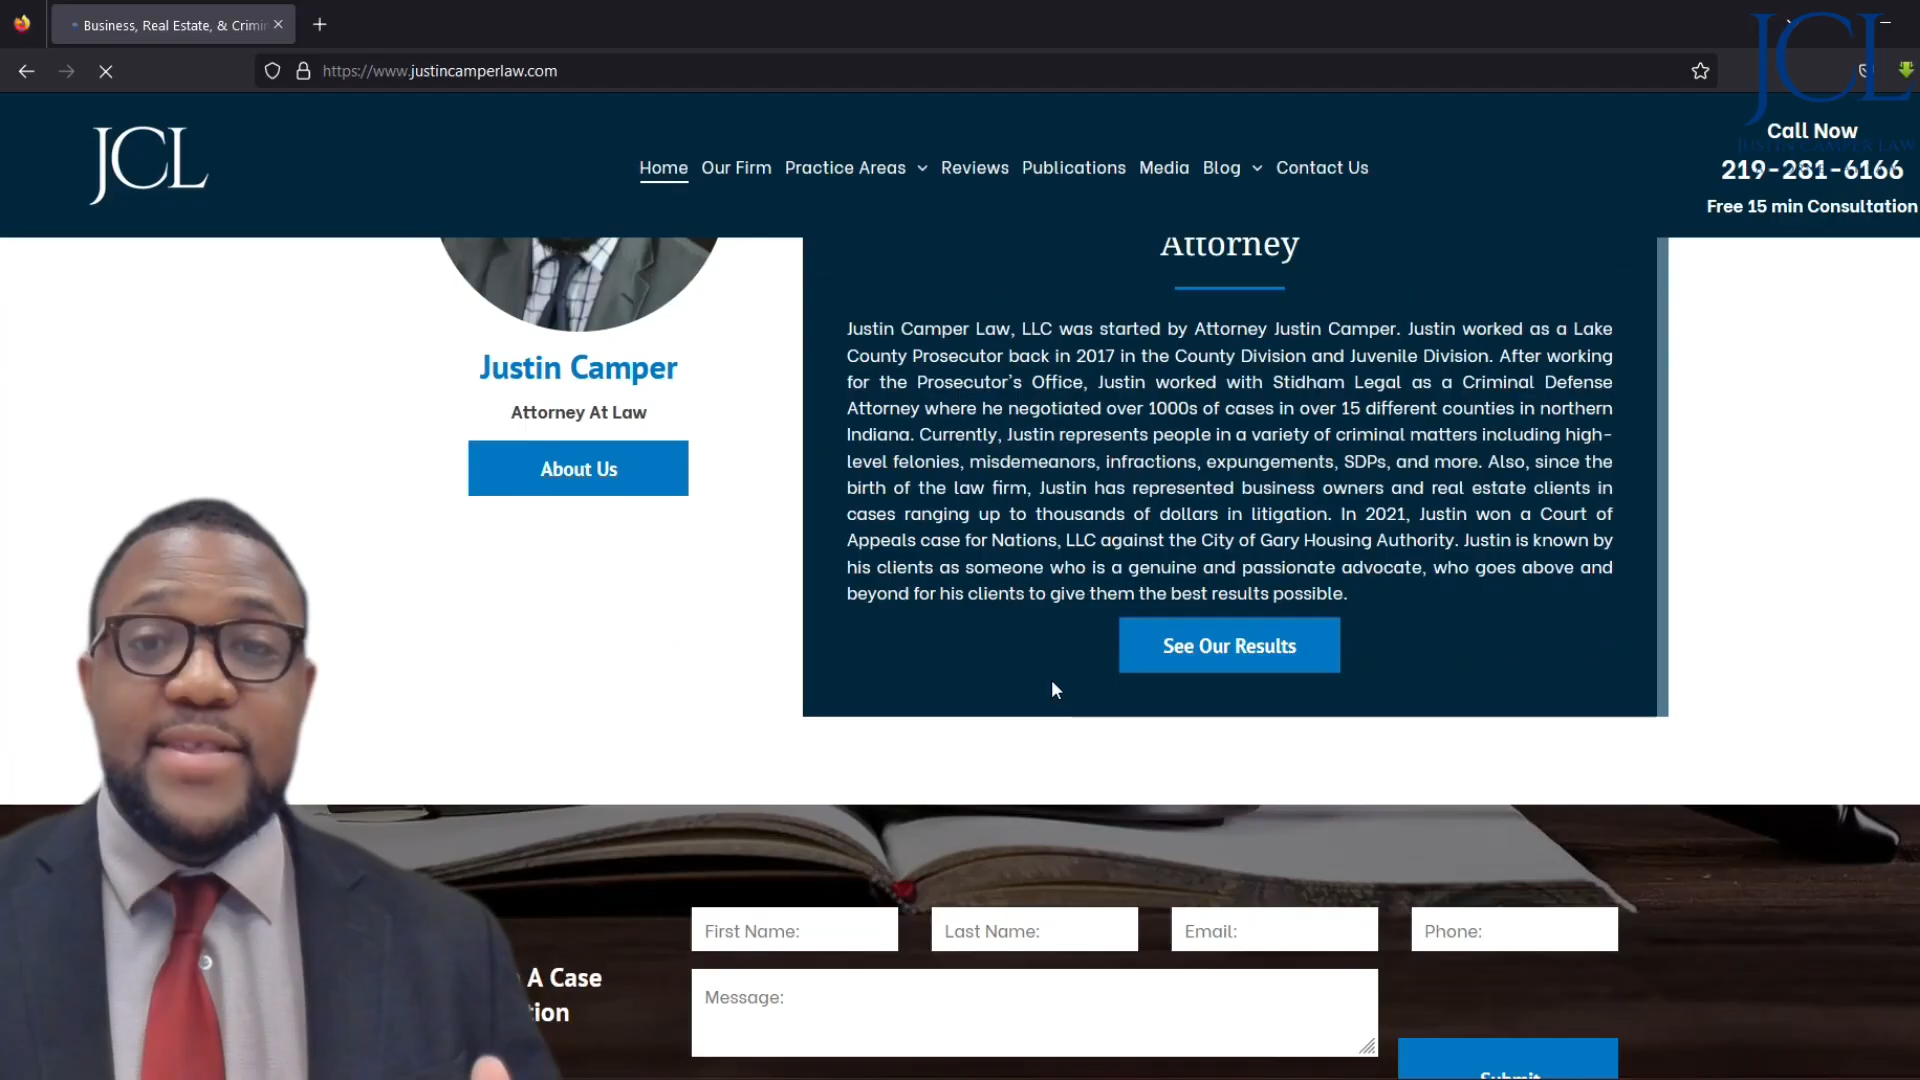 Business, Real Estate, & Crimi
https://www.justincamperlaw.com
JCL
JCL
JUSTIN CAMPER LAW
Home Our Firm Practice Areas Reviews Publications Media Blog Contact Us
Call Now
219-281-6166
Free 15 min Consultation
Attorney
Justin Camper
Attorney At Law
About Us
Justin Camper Law, LLC was started by Attorney Justin Camper. Justin worked as a Lake
County Prosecutor back in 2017 in the County Division and Juvenile Division. After working
for the Prosecutor's Office, Justin worked with Stidham Legal as a Criminal Defense
Attorney where he negotiated over 1000s of cases in over 15 different counties in northern
Indiana. Currently, Justin represents people in a variety of criminal matters including high-
level felonies, misdemeanors, infractions, expungements, SDPs, and more. Also, since the
birth of the law firm, Justin has represented business owners and real estate clients in
cases ranging up to thousands of dollars in litigation. In 2021, Justin won a Court of
Appeals case for Nations, LLC against the City of Gary Housing Authority. Justin is known by
his clients as someone who is a genuine and passionate advocate, who goes above and
beyond for his clients to give them the best results possible.
See Our Results
A Case
tion
First Name:
Last Name:
Email:
Phone:
Message:
Submit